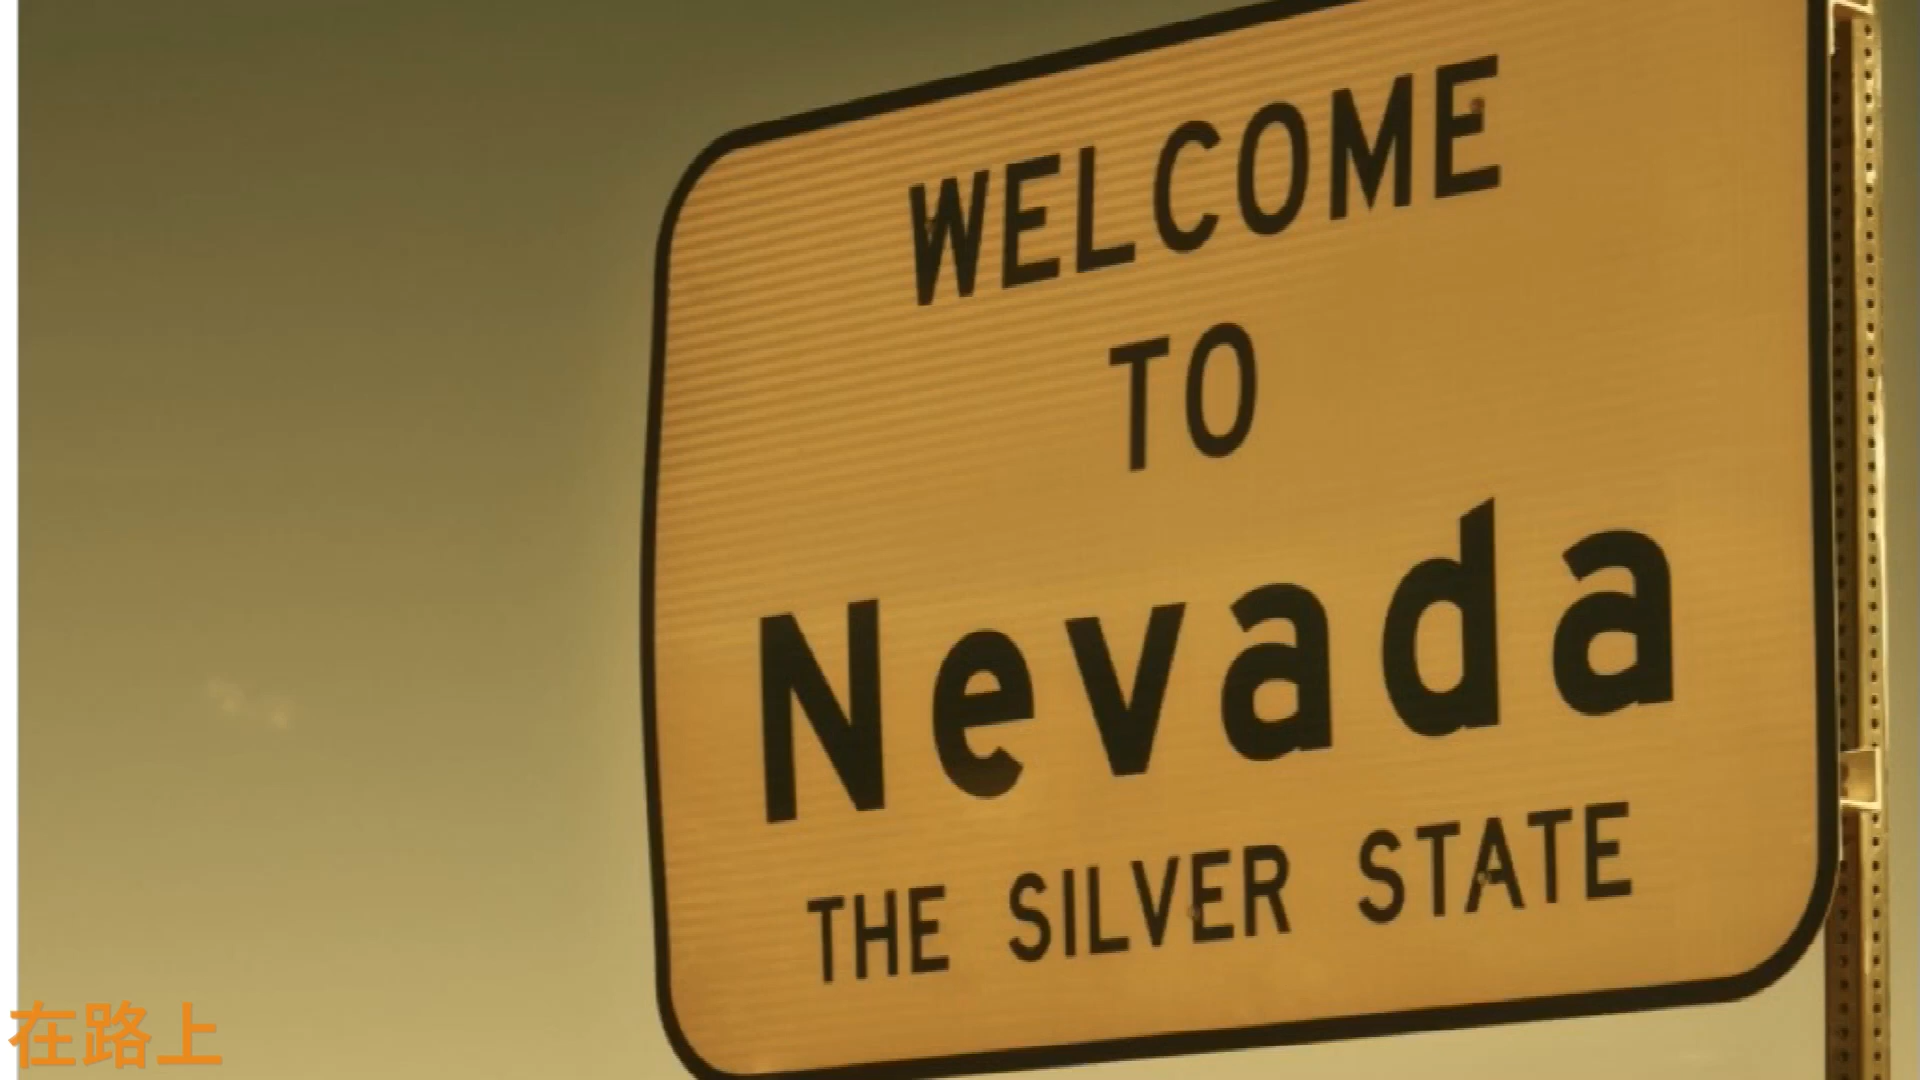 WELCOME
TO
Nevada
THE SILVER STATE
在路上